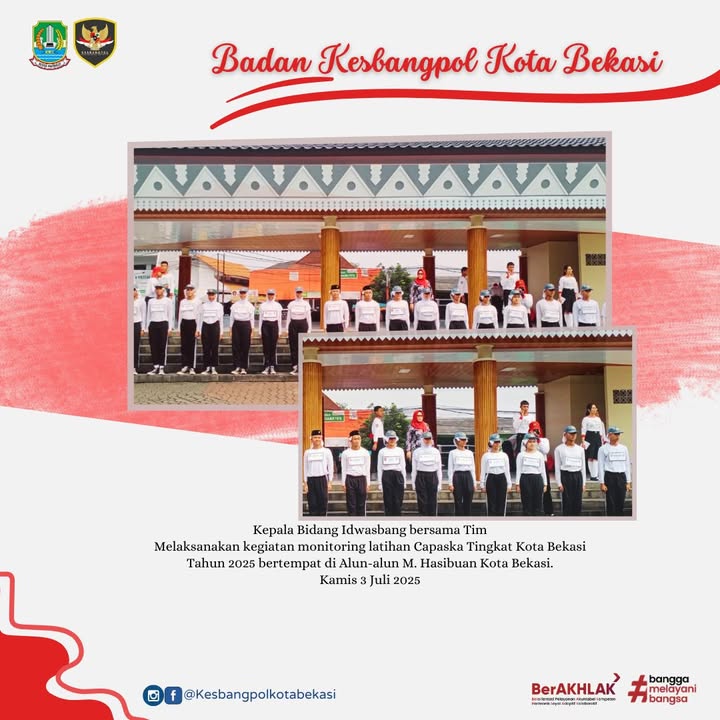 Badan Kesbangpol Kota Bekasi
Kepala Bidang Idwasbang bersama Tim
Melaksanakan kegiatan monitoring latihan Capaska Tingkat Kota Bekasi
Tahun 2025 bertempat di Alun-alun M. Hasibuan Kota Bekasi.
Kamis 3 Juli 2025
@Kesbangpolkotabekasi
BerAKHLAK
#bangga
melayani
bangsa